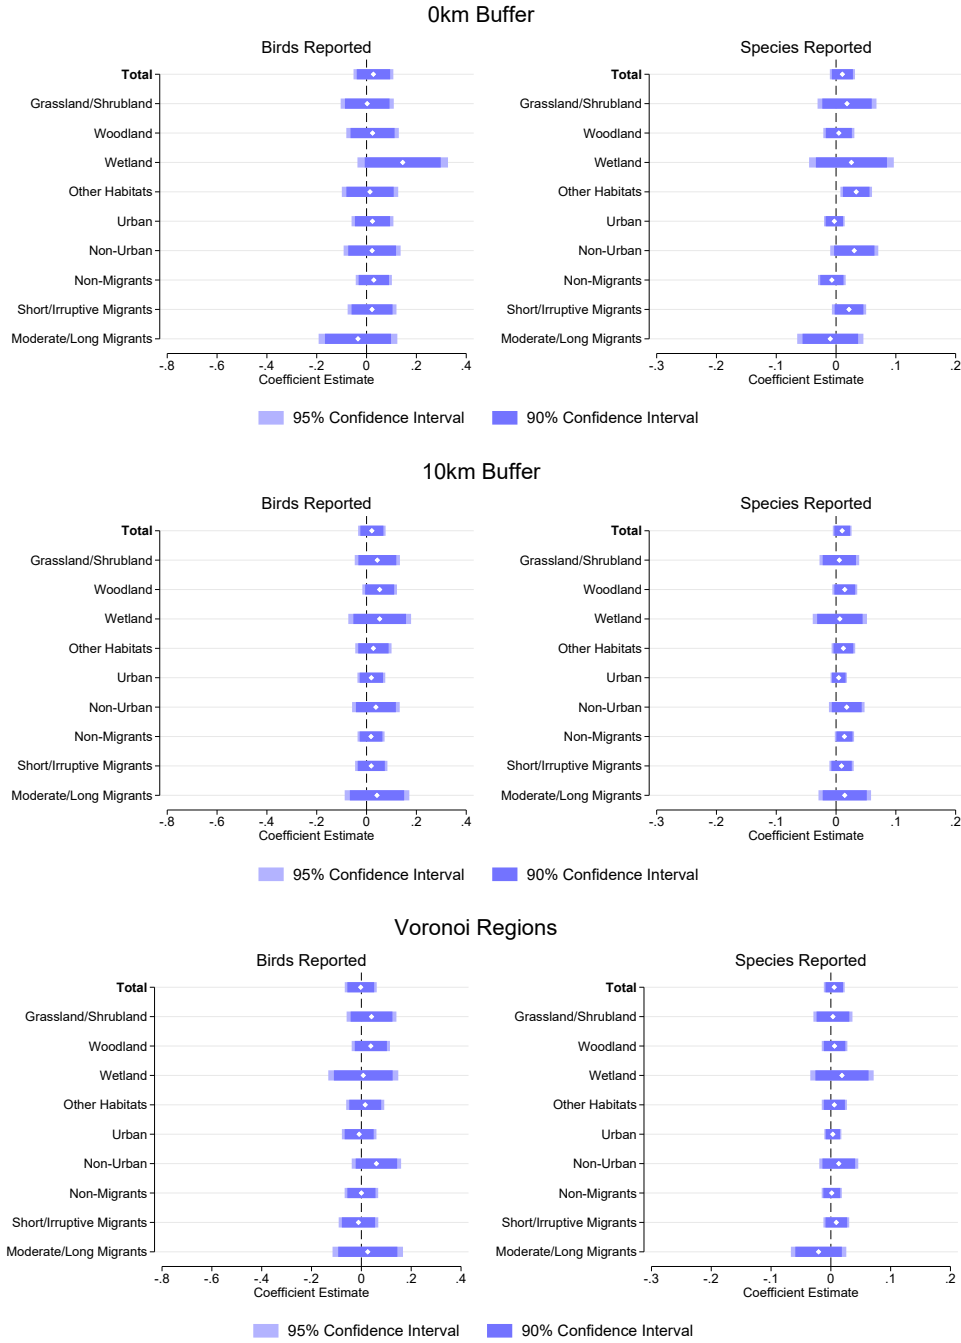 0km Buffer
Birds Reported
Total
Grassland/Shrubland
Woodland
Wetland
Other Habitats
Urban
Non-Urban
Non-Migrants
Short/Irruptive Migrants
Moderate/Long Migrants
-.8 -.6 -.4 -.2 0 .2 .4
Coefficient Estimate
Species Reported
Total
Grassland/Shrubland
Woodland
Wetland
Other Habitats
Urban
Non-Urban
Non-Migrants
Short/Irruptive Migrants
Moderate/Long Migrants
-.3 -.2 -.1 0 .1 .2
Coefficient Estimate
95% Confidence Interval 90% Confidence Interval
10km Buffer
Birds Reported
Total
Grassland/Shrubland
Woodland
Wetland
Other Habitats
Urban
Non-Urban
Non-Migrants
Short/Irruptive Migrants
Moderate/Long Migrants
-.8 -.6 -.4 -.2 0 .2 .4
Coefficient Estimate
Species Reported
Total
Grassland/Shrubland
Woodland
Wetland
Other Habitats
Urban
Non-Urban
Non-Migrants
Short/Irruptive Migrants
Moderate/Long Migrants
-.3 -.2 -.1 0 .1 .2
Coefficient Estimate
95% Confidence Interval 90% Confidence Interval
Voronoi Regions
Birds Reported
Total
Grassland/Shrubland
Woodland
Wetland
Other Habitats
Urban
Non-Urban
Non-Migrants
Short/Irruptive Migrants
Moderate/Long Migrants
-.8 -.6 -.4 -.2 0 .2 .4
Coefficient Estimate
Species Reported
Total
Grassland/Shrubland
Woodland
Wetland
Other Habitats
Urban
Non-Urban
Non-Migrants
Short/Irruptive Migrants
Moderate/Long Migrants
-.3 -.2 -.1 0 .1 .2
Coefficient Estimate
95% Confidence Interval 90% Confidence Interval